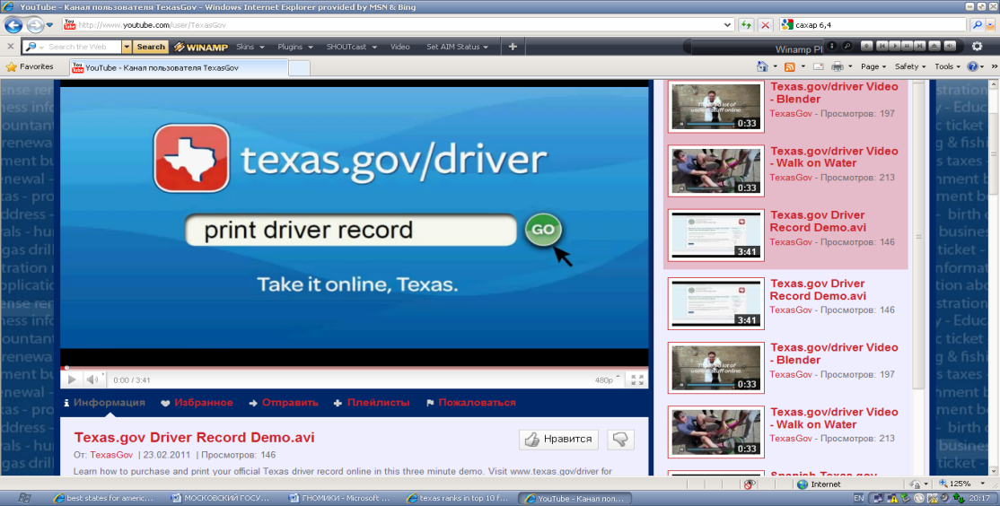 YouTube - Канал пользователя TexasGov - Windows Internet Explorer provided by MSN & Bing
http://www.youtube.com/user/TexasGov
сахар 6,4
Search the Web
Search
WINAMP
Skins
Plugins
SHOUTcast
Video
Set AIM Status
Winamp Pl
Favorites
YouTube - Канал пользователя TexasGov
Page
Safety
Tools
texas.gov/driver
print driver record
GO
Take it online, Texas.
0:00 / 3:41
480p
Информация
Избранное
Отправить
Плейлисты
Пожаловаться
Texas.gov Driver Record Demo.avi
Нравится
От: TexasGov | 23.02.2011 | Просмотров: 146
Learn how to purchase and print your official Texas driver record online in this three minute demo. Visit www.texas.gov/driver for
Texas.gov/driver Video
- Blender
TexasGov - Просмотров: 197
0:33
Texas.gov/driver Video
- Walk on Water
TexasGov - Просмотров: 213
0:33
Texas.gov Driver
Record Demo.avi
TexasGov - Просмотров: 146
3:41
Texas.gov Driver
Record Demo.avi
TexasGov - Просмотров: 146
3:41
Texas.gov/driver Video
- Blender
TexasGov - Просмотров: 197
0:33
Texas.gov/driver Video
- Walk on Water
TexasGov - Просмотров: 213
0:33
Spanish Texas.gov
Internet
125%
best states for americ...
МОСКОВСКИЙ ГОСУ...
ГНОМИКИ - Microsoft ...
texas ranks in top 10 f...
YouTube - Канал пол...
EN
20:17